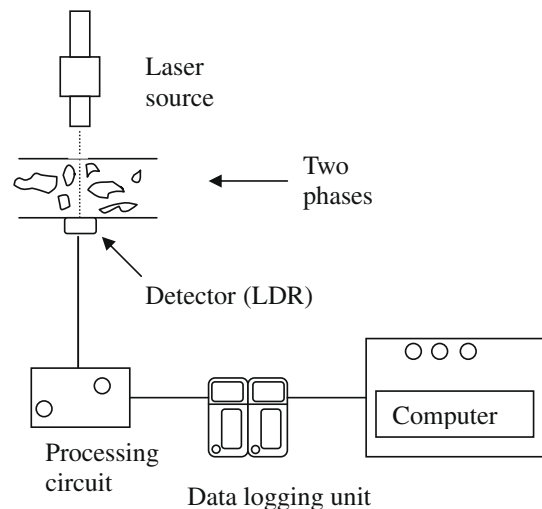 Laser
source
Two
phases
Detector (LDR)
Computer
Processing
circuit
Data logging unit